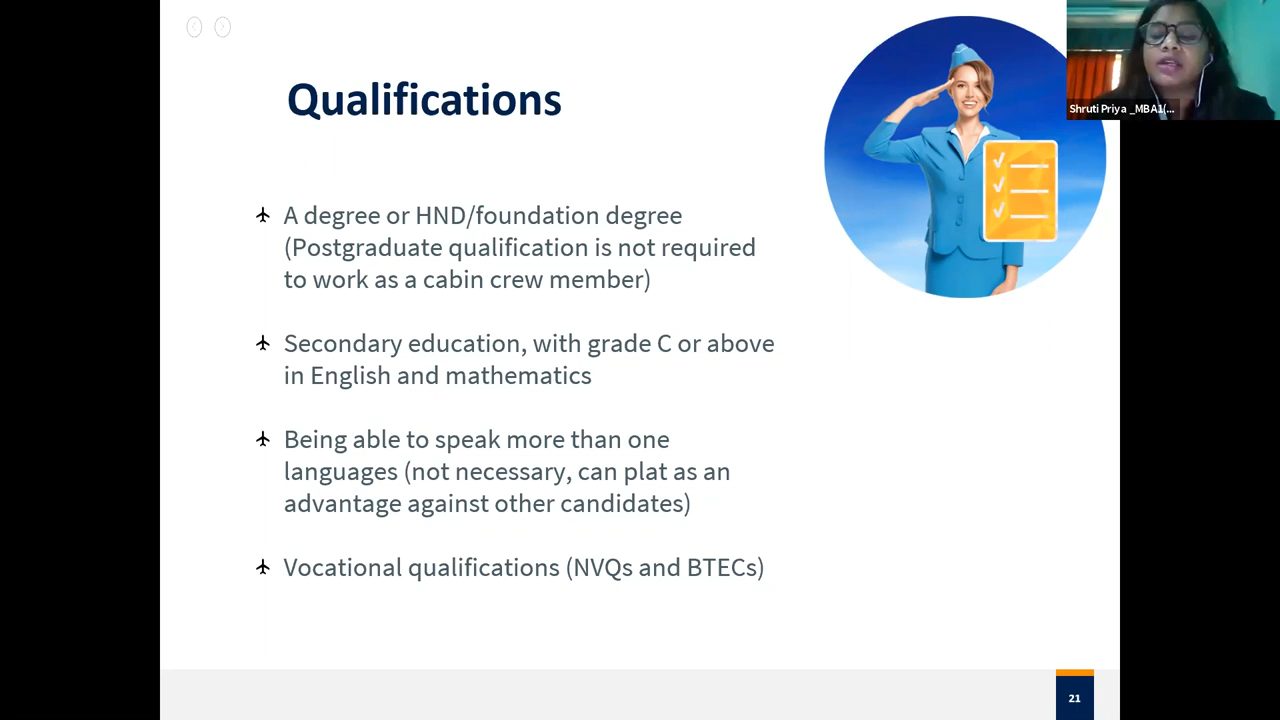 Qualifications
Shruti Priya _MBA1(...
A degree or HND/foundation degree
(Postgraduate qualification is not required
to work as a cabin crew member)
Secondary education, with grade C or above
in English and mathematics
Being able to speak more than one
languages (not necessary, can plat as an
advantage against other candidates)
Vocational qualifications (NVQs and BTECs)
21